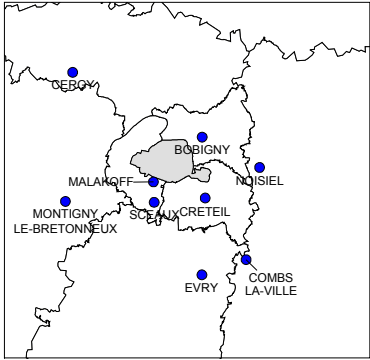 CERGY
BOBIGNY
MALAKOFF
NOISIEL
MONTIGNY
LE-BRETONNEUX
SCEAUX
CRETEIL
EVRY
COMBS
LA-VILLE